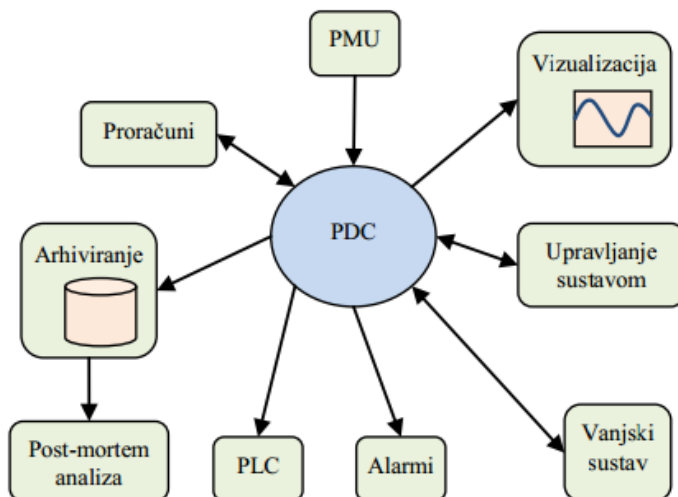 PMU
Vizualizacija
Proračuni
PDC
Arhiviranje
Upravljanje
sustavom
Post-mortem
analiza
PLC
Alarmi
Vanjski
sustav